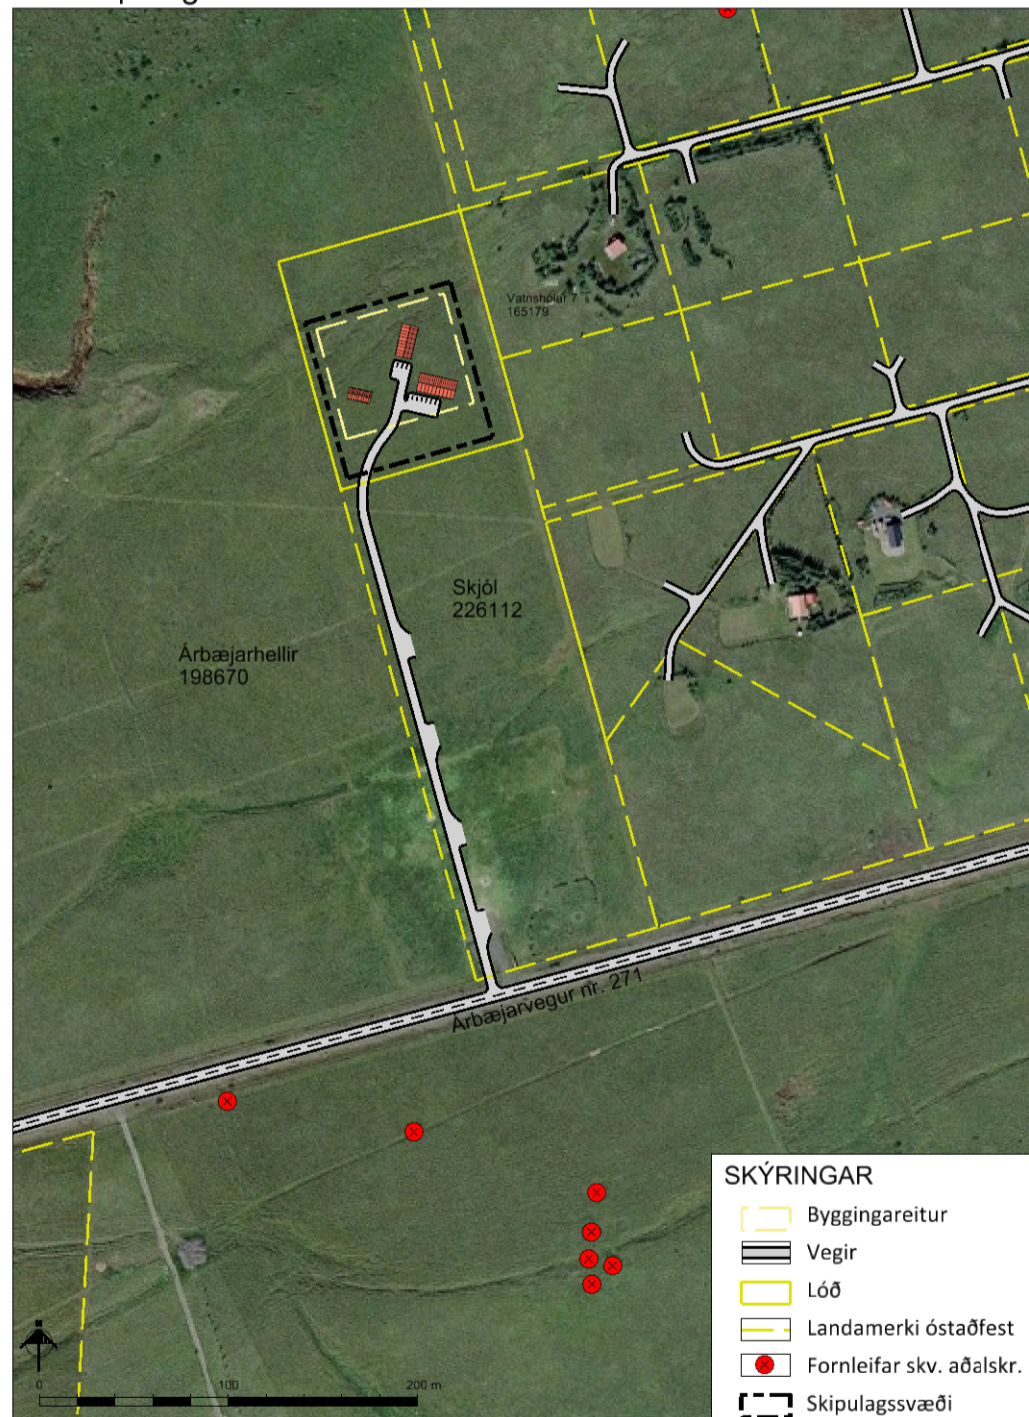 Vatnshólar 7
165179
Skjól
226112
Árbæjarhellir
198670
Árbæjarvegur nr. 271
SKÝRINGAR
Byggingareitur
Vegir
Lóð
Landamerki óstaðfest
Fornleifar skv. aðalskr.
Skipulagssvæði
0 100 200 m